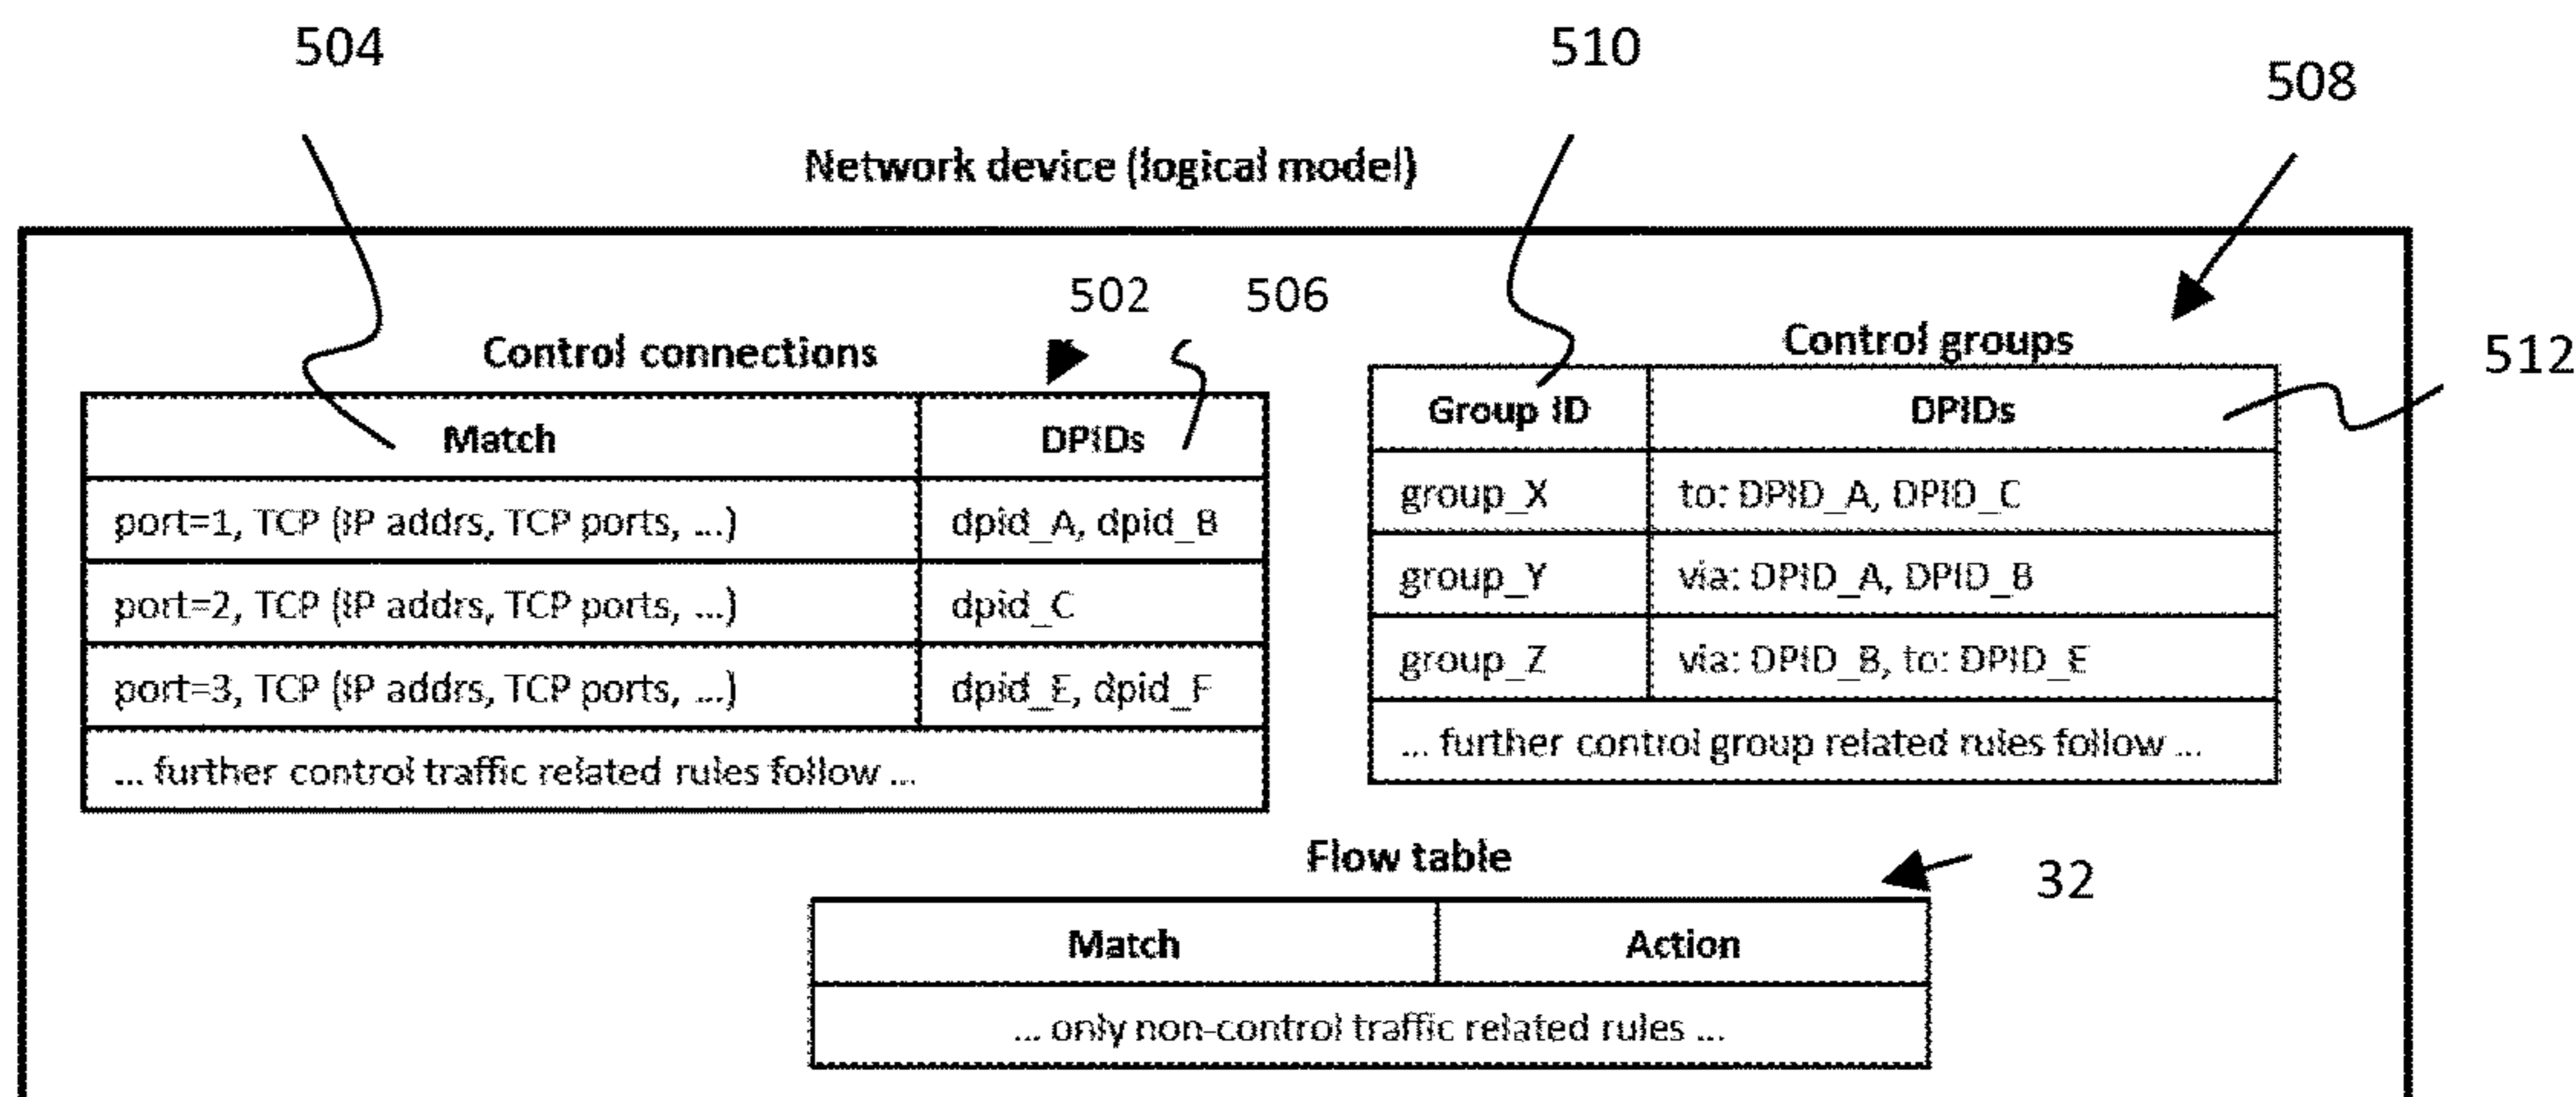 504
510
508
Network device (logical model)
502
506
Control connections
Control groups
512
Match
DPIDs
port=1, TCP (IP addrs, TCP ports, ...)
dpid_A, dpid_B
port=2, TCP (IP addrs, TCP ports, ...)
dpid_C
port=3, TCP (IP addrs, TCP ports, ...)
dpid_E, dpid_F
... further control traffic related rules follow ...
Group ID
DPIDs
group_X
to: DPID_A, DPID_C
group_Y
via: DPID_A, DPID_B
group_Z
via: DPID_B, to: DPID_E
... further control group related rules follow ...
Flow table
32
Match
Action
... only non-control traffic related rules ...